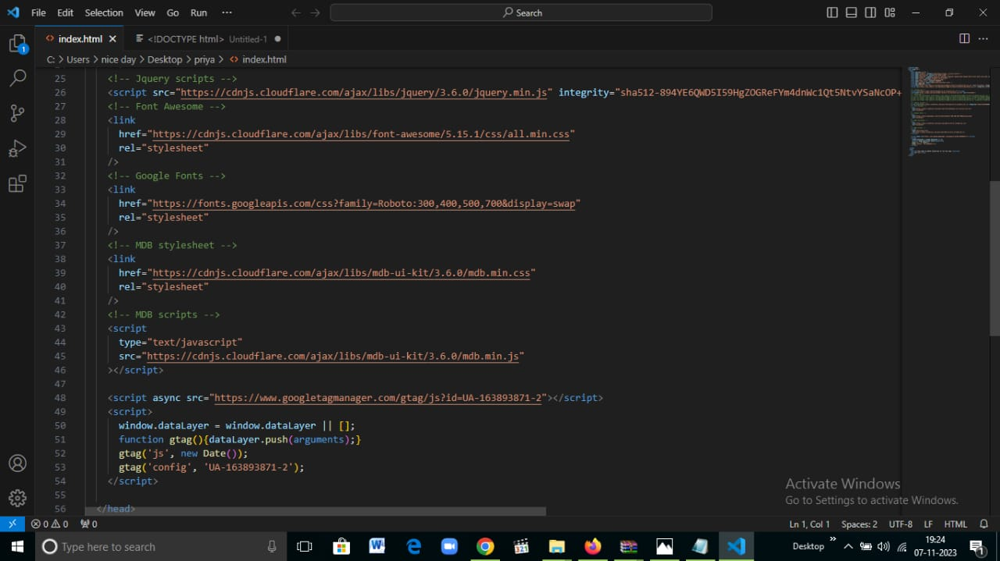 File Edit Selection View Go Run ··· Search
index.html <!DOCTYPE html> Untitled-1
C: > Users > nice day > Desktop > priya > index.html
25 <!-- Jquery scripts -->
26 <script src="https://cdnjs.cloudflare.com/ajax/libs/jquery/3.6.0/jquery.min.js" integrity="sha512-894YE6QWD5I59HgZOGReFYm4dnWc1Qt5NtvYSaNcOP+
27 <!-- Font Awesome -->
28 <link
29 href="https://cdnjs.cloudflare.com/ajax/libs/font-awesome/5.15.1/css/all.min.css"
30 rel="stylesheet"
31 />
32 <!-- Google Fonts -->
33 <link
34 href="https://fonts.googleapis.com/css?family=Roboto:300,400,500,700&display=swap"
35 rel="stylesheet"
36 />
37 <!-- MDB stylesheet -->
38 <link
39 href="https://cdnjs.cloudflare.com/ajax/libs/mdb-ui-kit/3.6.0/mdb.min.css"
40 rel="stylesheet"
41 />
42 <!-- MDB scripts -->
43 <script
44 type="text/javascript"
45 src="https://cdnjs.cloudflare.com/ajax/libs/mdb-ui-kit/3.6.0/mdb.min.js"
46 ></script>
47
48 <script async src="https://www.googletagmanager.com/gtag/js?id=UA-163893871-2"></script>
49 <script>
50 window.dataLayer = window.dataLayer || [];
51 function gtag(){dataLayer.push(arguments);}
52 gtag('js', new Date());
53 gtag('config', 'UA-163893871-2');
54 </script>
55
56 </head>
Activate Windows
Go to Settings to activate Windows.
1
0 0 0 Ln 1, Col 1 Spaces: 2 UTF-8 LF HTML
Type here to search 321 Desktop 19:24
07-11-2023 1